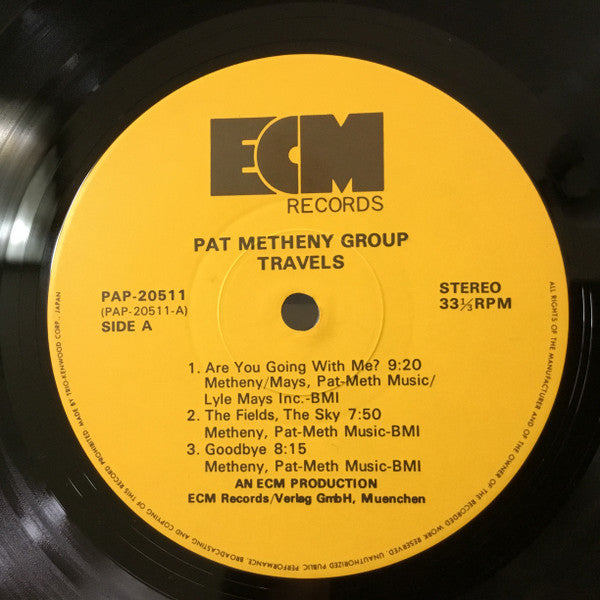 ECM
RECORDS
PAT METHENY GROUP
TRAVELS
PAP-20511
(PAP-20511-A)
SIDE A
STEREO
33⅓RPM
1. Are You Going With Me? 9:20
Metheny/Mays, Pat-Meth Music/
Lyle Mays Inc.-BMI
2. The Fields, The Sky 7:50
Metheny, Pat-Meth Music-BMI
3. Goodbye 8:15
Metheny, Pat-Meth Music-BMI
AN ECM PRODUCTION
ECM Records/Verlag GmbH, Muenchen
ALL RIGHTS OF THE MANUFACTURER AND OF THE OWNER OF THE RECORDED WORK RESERVED. UNAUTHORIZED PUBLIC PERFORMANCE, BROADCASTING AND COPYING OF THIS RECORD PROHIBITED. MADE BY TRIO-KENWOOD CORP., JAPAN